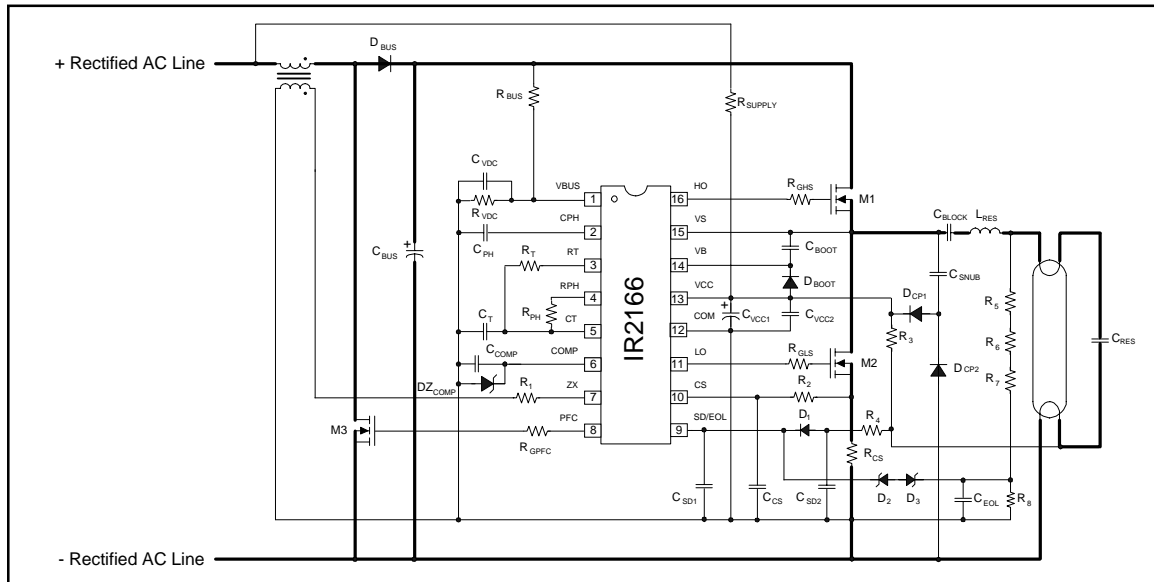 D BUS
+ Rectified AC Line
R BUS
R SUPPLY
C VDC
VBUS 1
R VDC
CPH 2
C PH
C BUS +
R T
RT 3
RPH 4
R PH
C T
CT 5
C COMP
COMP 6
DZ COMP
R 1
ZX 7
M3
PFC 8
R GPFC
IR2166
16 HO
R GHS
M1
15 VS
C BLOCK
L RES
C BOOT
14 VB
C SNUB
D BOOT
13 VCC
D CP1
R 5
+ C VCC1
C VCC2
12 COM
R 3
R 6
C RES
11 LO
R GLS
M2
D CP2
R 7
10 CS
R 2
9 SD/EOL
D 1
R 4
R CS
C SD1
C CS
C SD2
D 2
D 3
C EOL
R 8
- Rectified AC Line